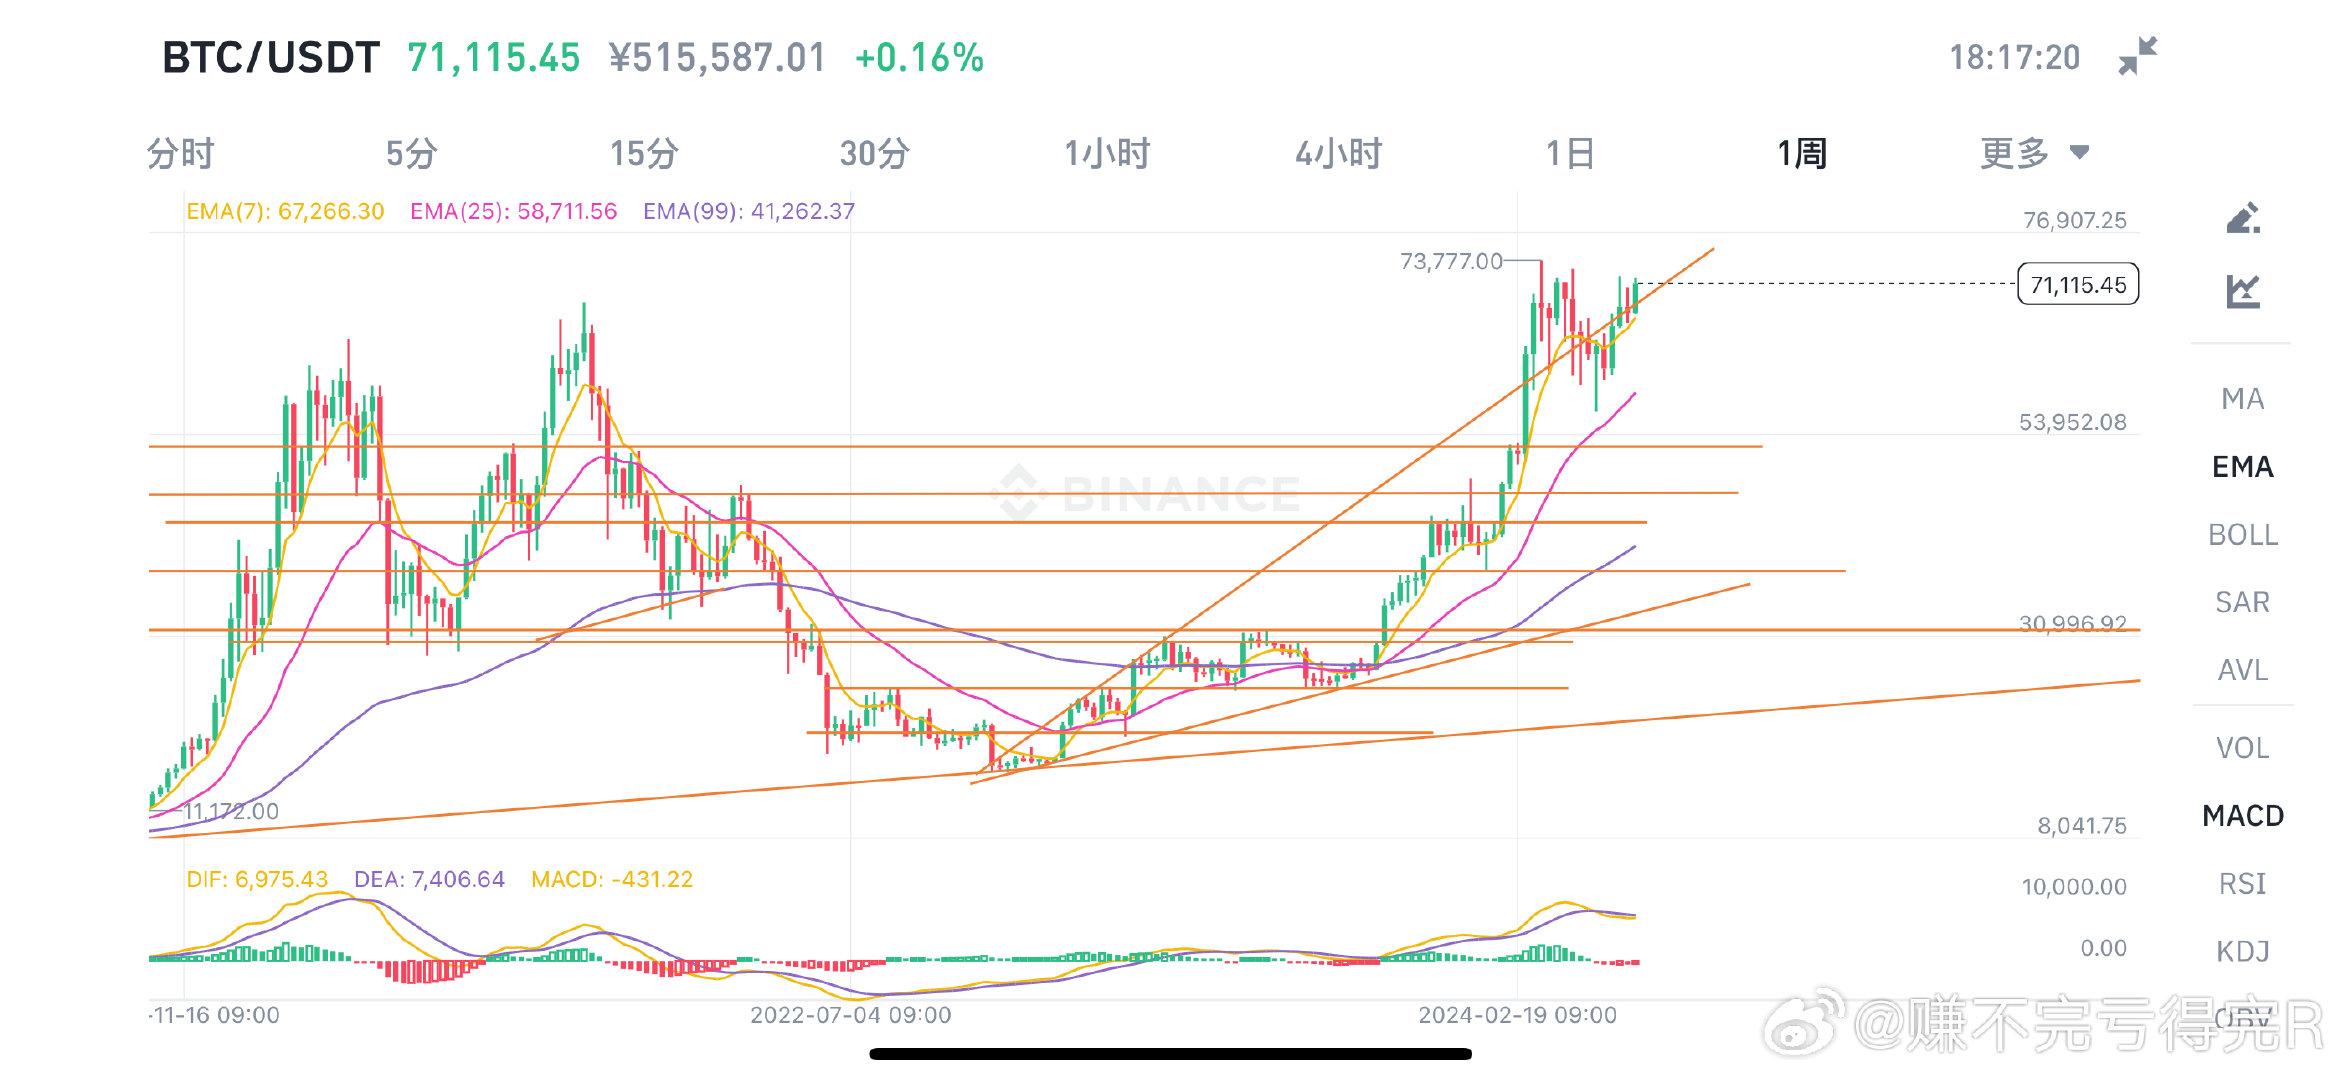 BTC/USDT 71,115.45 ¥515,587.01 +0.16% 18:17:20
分时 5分 15分 30分 1小时 4小时 1日 1周 更多
EMA(7): 67,266.30 EMA(25): 58,711.56 EMA(99): 41,262.37
76,907.25
73,777.00
71,115.45
MA
53,952.08
EMA
BINANCE
BOLL
SAR
30,996.92
AVL
VOL
11,172.00
MACD
8,041.75
DIF: 6,975.43 DEA: 7,406.64 MACD: -431.22
10,000.00
RSI
0.00
KDJ
-11-16 09:00 2022-07-04 09:00 2024-02-19 09:00
OBV
@赚不完亏得完R